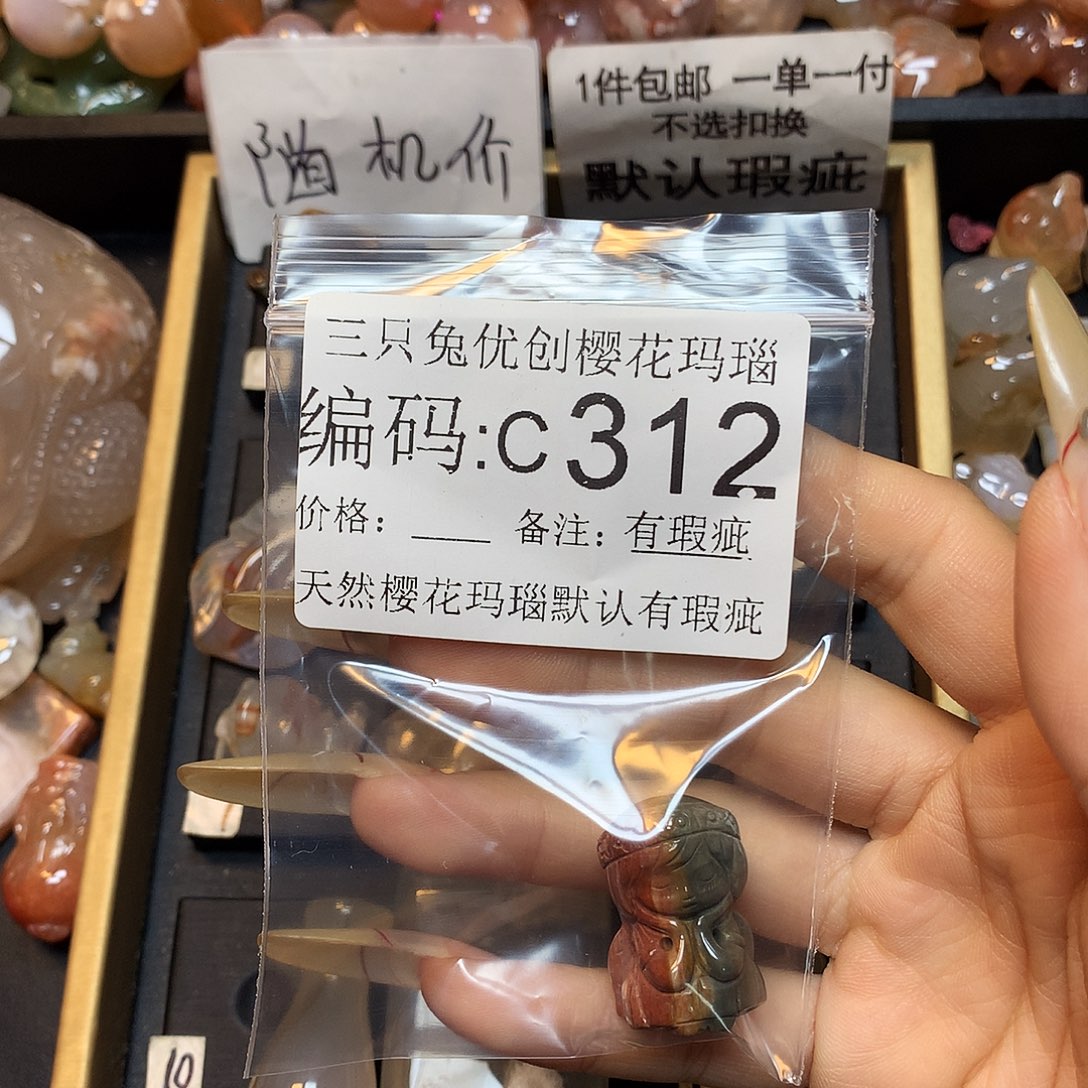 随机价
1件包邮 一单一付
不选扣换
默认瑕疵
三只兔优创樱花玛瑙
编码:c312
价格：____ 备注：有瑕疵
天然樱花玛瑙默认有瑕疵
10